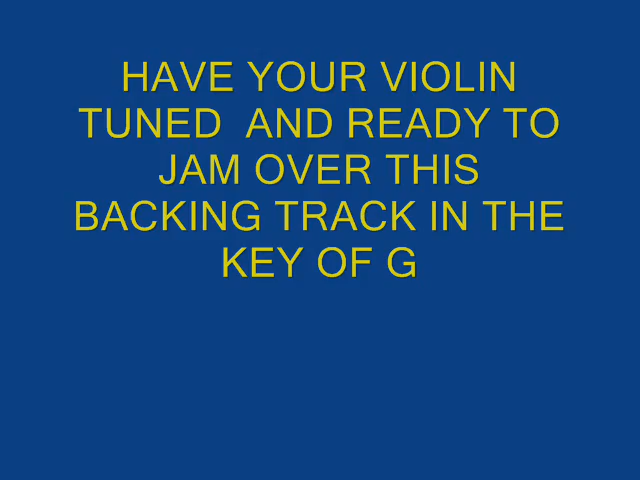 HAVE YOUR VIOLIN
TUNED  AND READY TO
JAM OVER THIS
BACKING TRACK IN THE
KEY OF G